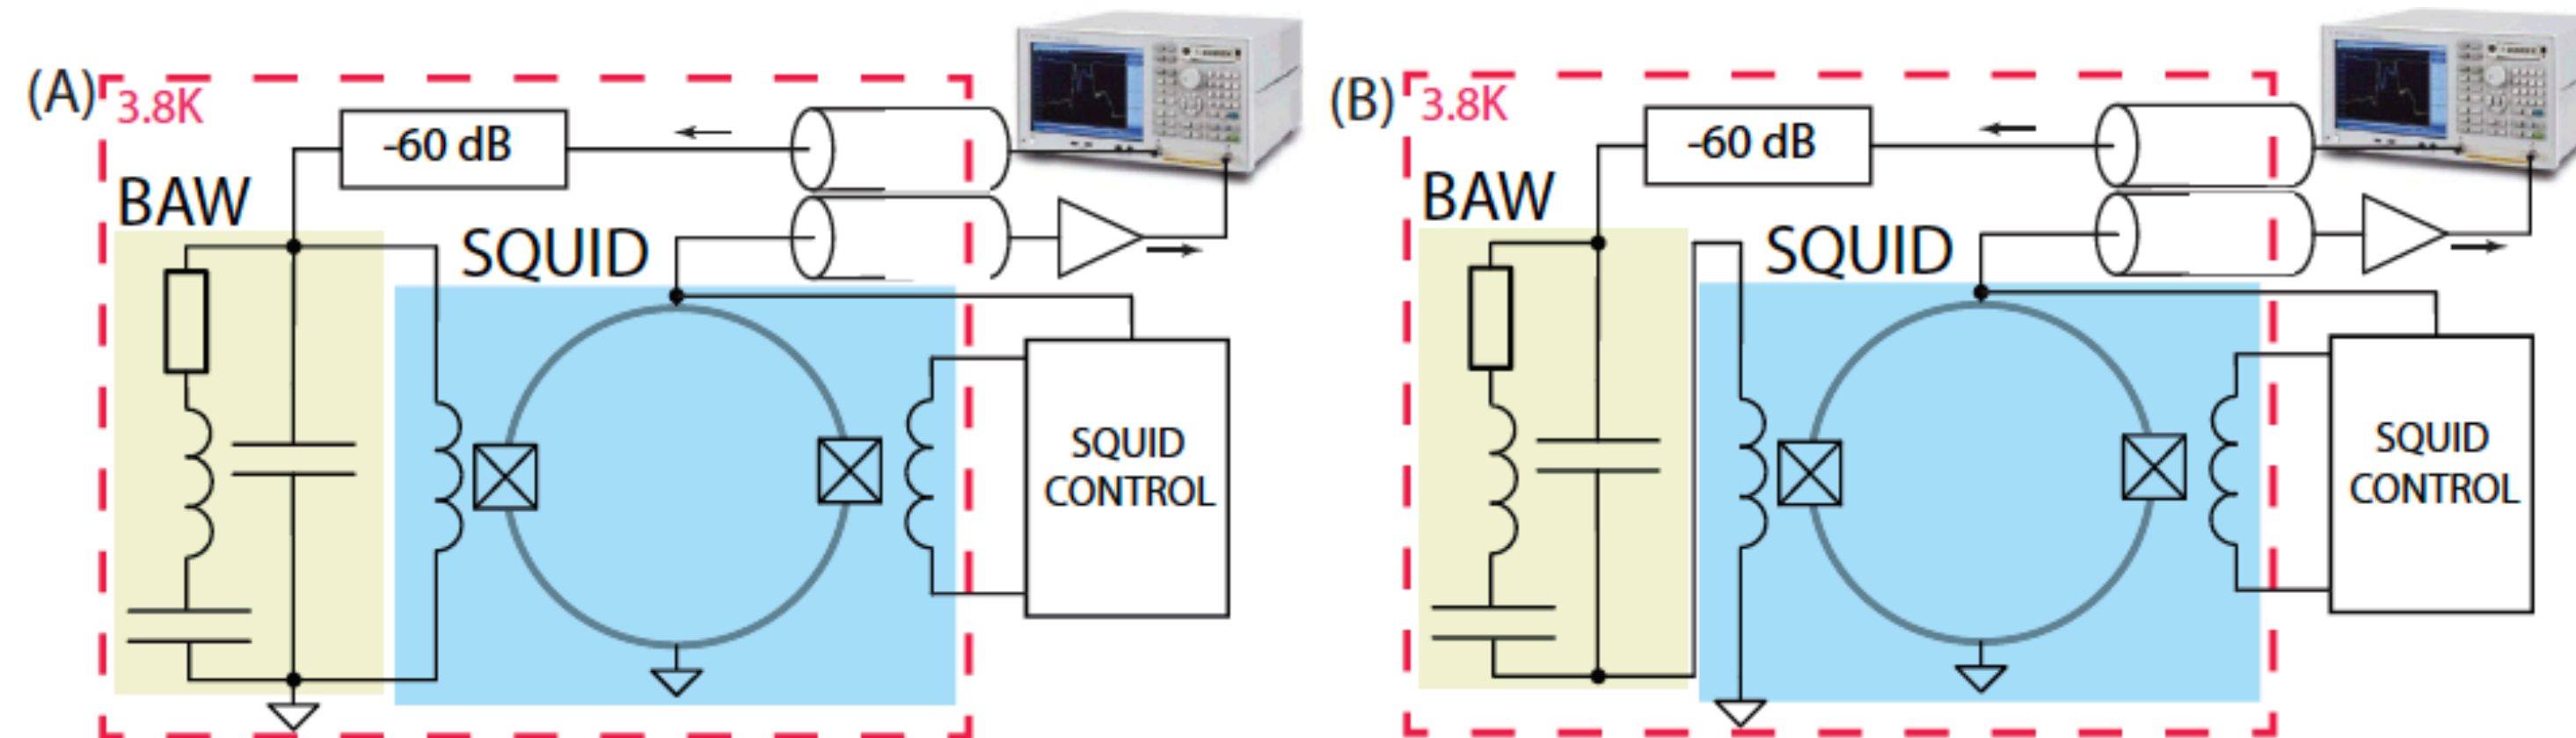 (A)
3.8K
-60 dB
BAW
SQUID
SQUID
CONTROL
(B)
3.8K
-60 dB
BAW
SQUID
SQUID
CONTROL